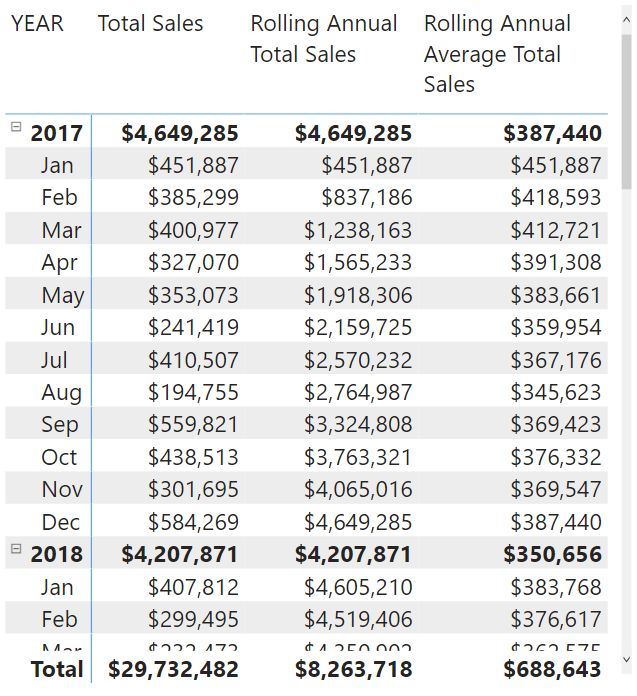 YEAR Total Sales Rolling Annual Total Sales Rolling Annual Average Total Sales
2017 $4,649,285 $4,649,285 $387,440
Jan $451,887 $451,887 $451,887
Feb $385,299 $837,186 $418,593
Mar $400,977 $1,238,163 $412,721
Apr $327,070 $1,565,233 $391,308
May $353,073 $1,918,306 $383,661
Jun $241,419 $2,159,725 $359,954
Jul $410,507 $2,570,232 $367,176
Aug $194,755 $2,764,987 $345,623
Sep $559,821 $3,324,808 $369,423
Oct $438,513 $3,763,321 $376,332
Nov $301,695 $4,065,016 $369,547
Dec $584,269 $4,649,285 $387,440
2018 $4,207,871 $4,207,871 $350,656
Jan $407,812 $4,605,210 $383,768
Feb $299,495 $4,519,406 $376,617
Mar
Total $29,732,482 $8,263,718 $688,643